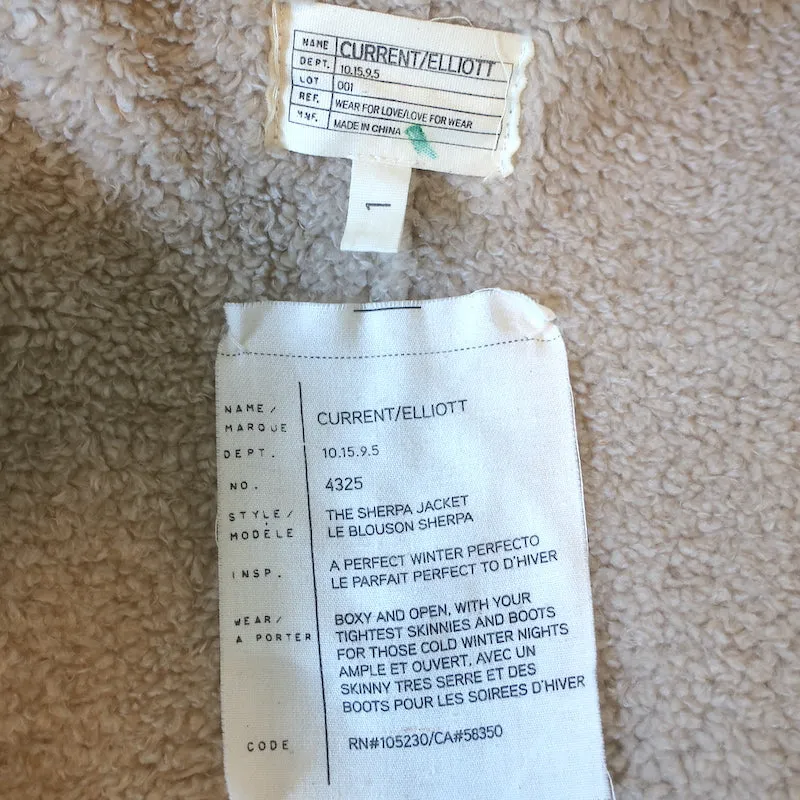 NAME CURRENT/ELLIOTT
DEPT. 10.15.9.5
LOT 001
REF. WEAR FOR LOVE/LOVE FOR WEAR
MNF. MADE IN CHINA
1
NAME/ MARQUE CURRENT/ELLIOTT
DEPT. 10.15.9.5
NO. 4325
STYLE/ THE SHERPA JACKET
MODÈLE LE BLOUSON SHERPA
INSP. A PERFECT WINTER PERFECTO
LE PARFAIT PERFECT TO D'HIVER
WEAR/ BOXY AND OPEN, WITH YOUR
A PORTER TIGHTEST SKINNIES AND BOOTS
FOR THOSE COLD WINTER NIGHTS
AMPLE ET OUVERT, AVEC UN
SKINNY TRES SERRE ET DES
BOOTS POUR LES SOIREES D'HIVER
CODE RN#105230/CA#58350